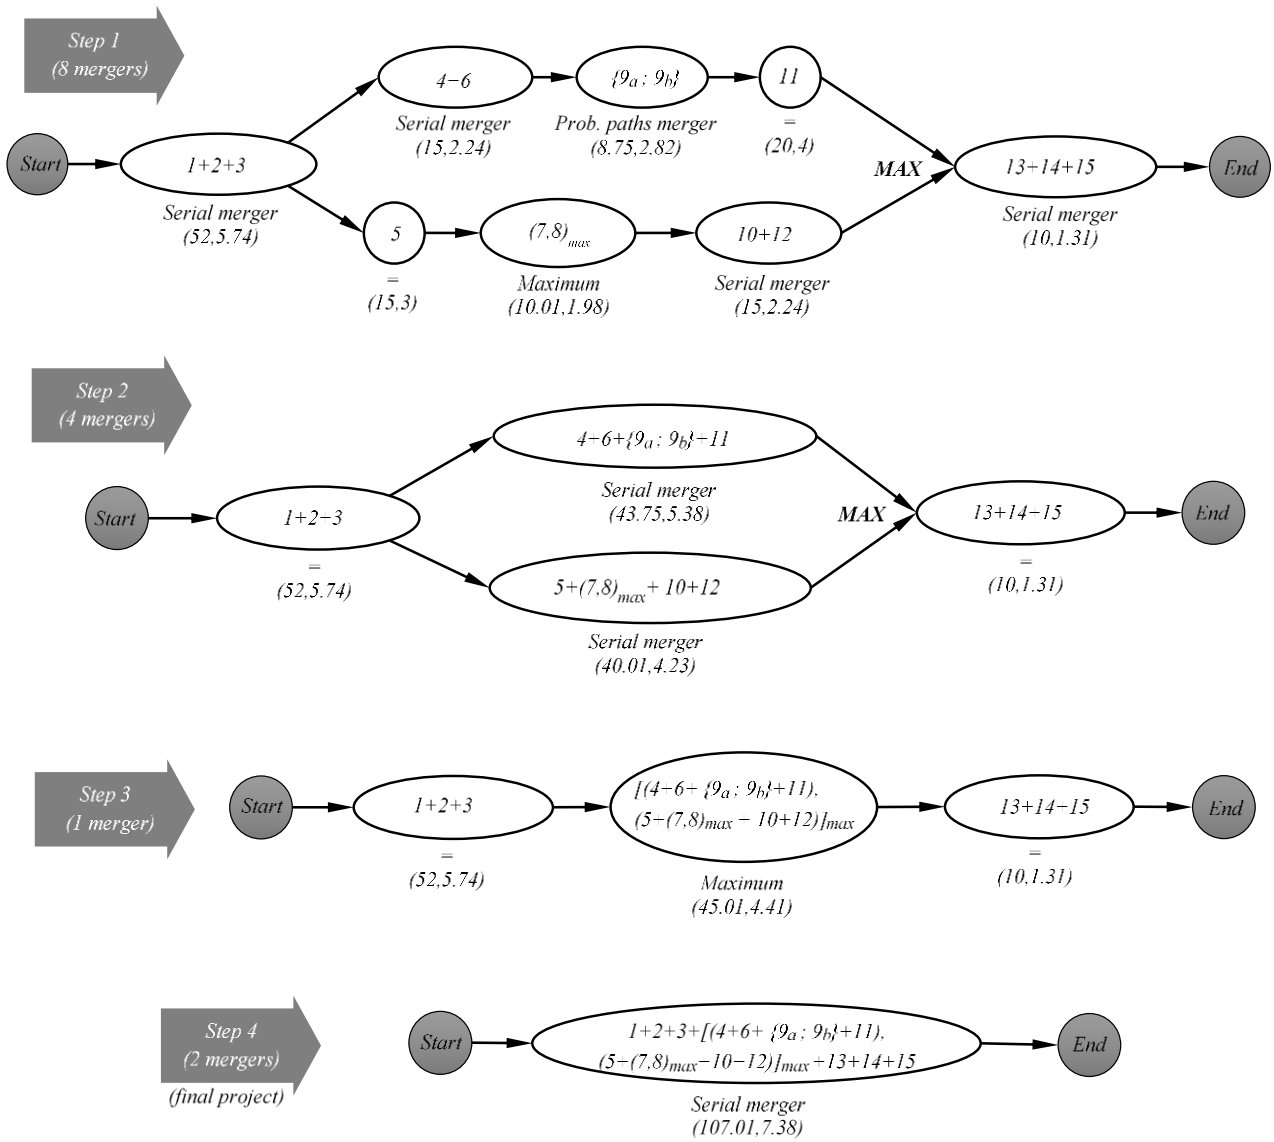 Step 1
(8 mergers)
4−6
{9a ; 9b}
11
Serial merger
(15,2.24)
Prob. paths merger
(8.75,2.82)
=
(20,4)
Start
1+2+3
MAX
13+14+15
End
Serial merger
(52,5.74)
Serial merger
(10,1.31)
5
(7,8)max
10+12
=
(15,3)
Maximum
(10.01,1.98)
Serial merger
(15,2.24)
Step 2
(4 mergers)
4+6+{9a ; 9b}+11
Serial merger
(43.75,5.38)
Start
1+2+3
MAX
13+14−15
End
=
(52,5.74)
=
(10,1.31)
5+(7,8)max+ 10+12
Serial merger
(40.01,4.23)
Step 3
(1 merger)
Start
1+2+3
[(4+6+ {9a ; 9b}+11),
(5+(7,8)max − 10+12)]max
13+14−15
End
=
(52,5.74)
Maximum
(45.01,4.41)
=
(10,1.31)
Step 4
(2 mergers)
(final project)
Start
1+2+3+[(4+6+ {9a ; 9b}+11),
(5+(7,8)max−10−12)]max +13+14+15
End
Serial merger
(107.01,7.38)